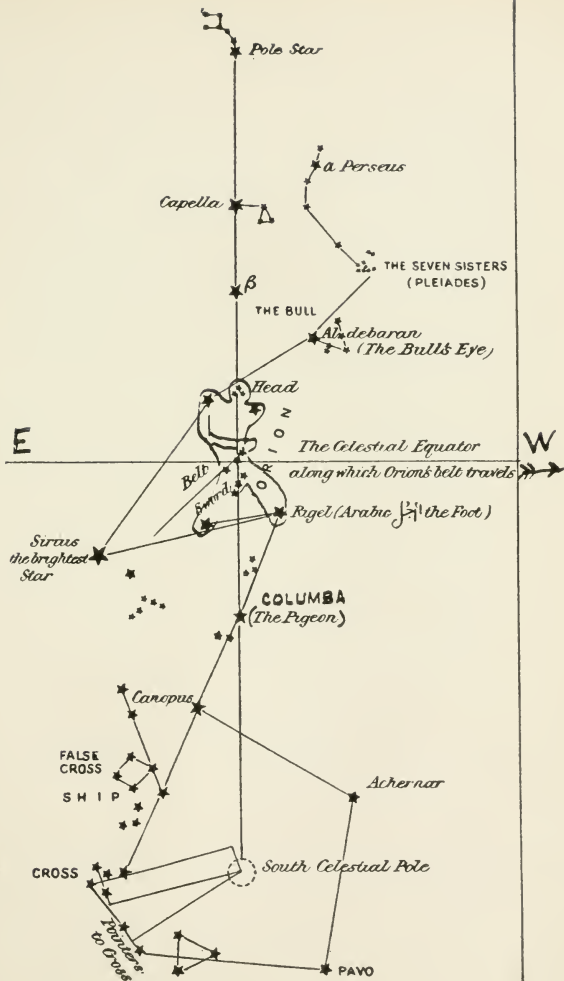 Pole Star
a Perseus
Capella
THE SEVEN SISTERS
(PLEIADES)
β
THE BULL
Aldebaran
(The Bull's Eye)
Head
ORION
E
W
The Celestial Equator
along which Orion's belt travels
Belt
Sword
Rigel (Arabic the Foot)
Sirius
the brightest
Star
COLUMBA
(The Pigeon)
Canopus
FALSE
CROSS
SHIP
Achernar
CROSS
South Celestial Pole
Pointers
to Cross
PAVO